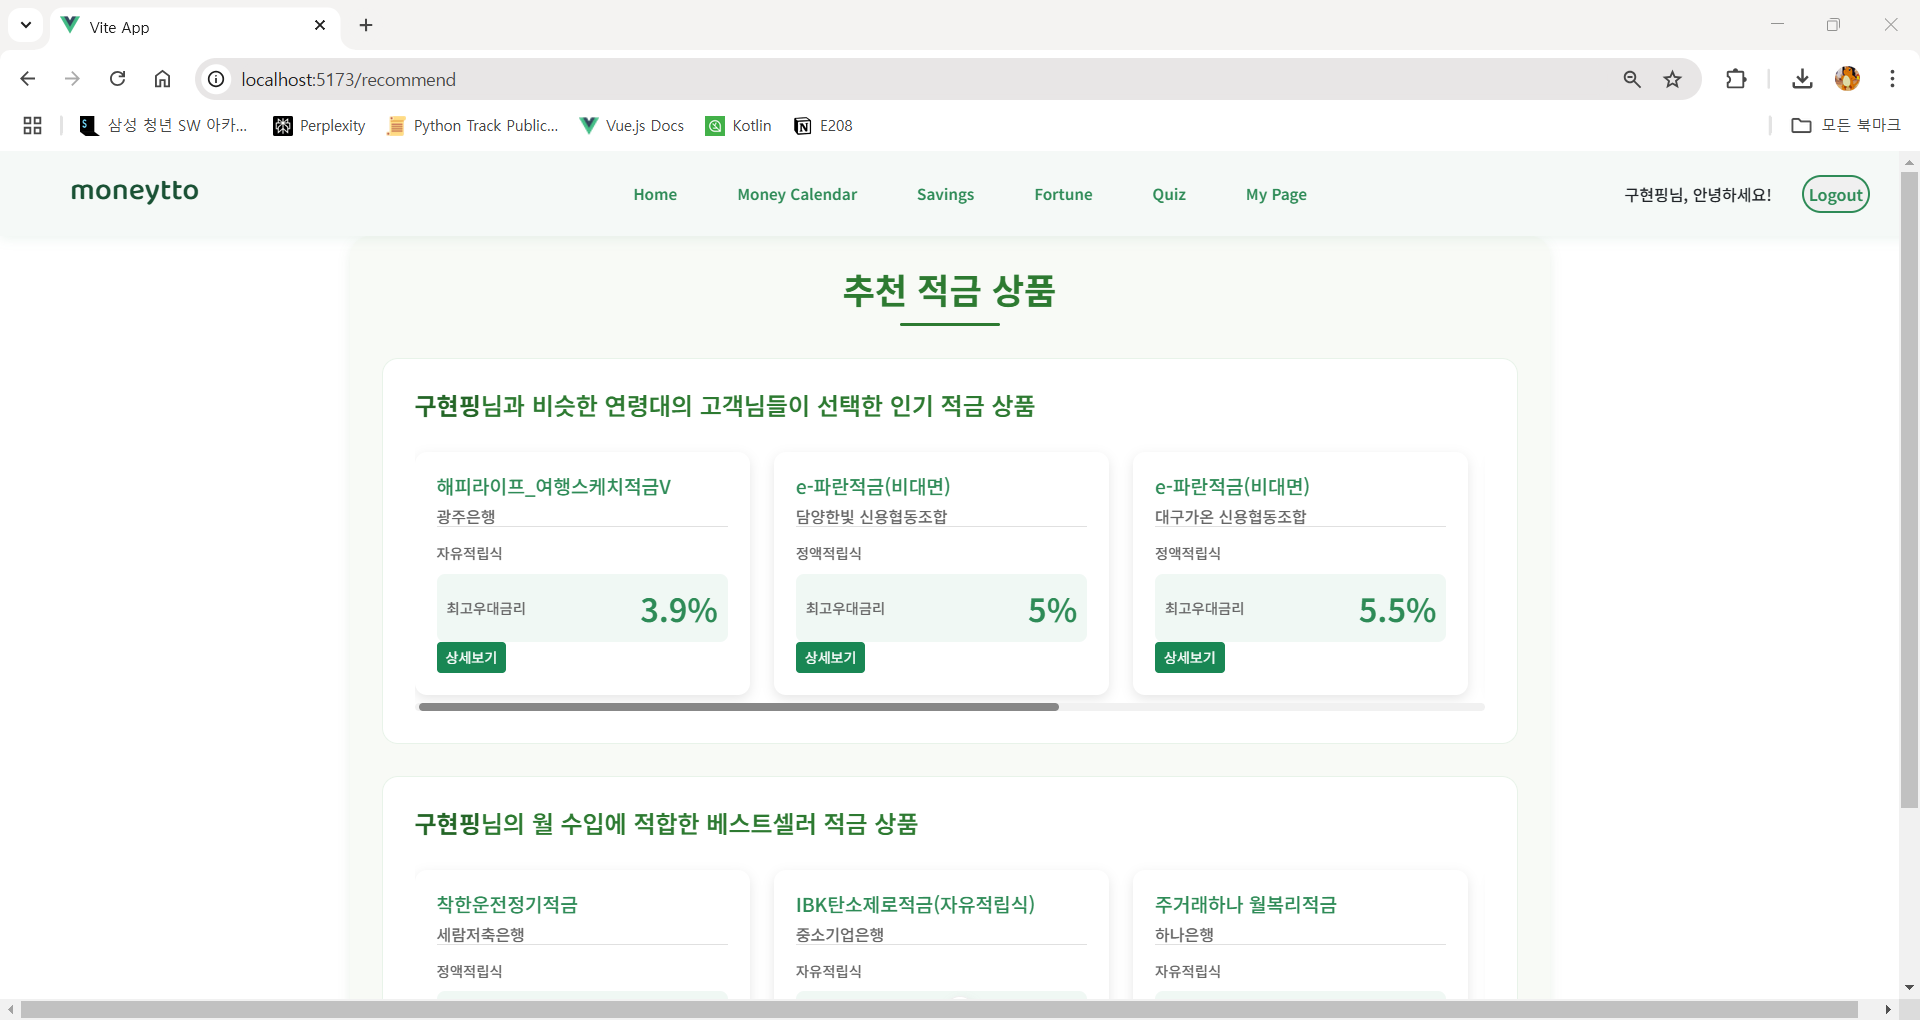 Vite App
localhost:5173/recommend
삼성 청년 SW 아카...
Perplexity
Python Track Public...
Vue.js Docs
Kotlin
E208
모든 북마크
moneytto
Home
Money Calendar
Savings
Fortune
Quiz
My Page
구현핑님, 안녕하세요!
Logout
추천 적금 상품
구현핑님과 비슷한 연령대의 고객님들이 선택한 인기 적금 상품
해피라이프_여행스케치적금V
광주은행
자유적립식
최고우대금리 3.9%
상세보기
e-파란적금(비대면)
담양한빛 신용협동조합
정액적립식
최고우대금리 5%
상세보기
e-파란적금(비대면)
대구가온 신용협동조합
정액적립식
최고우대금리 5.5%
상세보기
구현핑님의 월 수입에 적합한 베스트셀러 적금 상품
착한운전정기적금
세람저축은행
정액적립식
IBK탄소제로적금(자유적립식)
중소기업은행
자유적립식
주거래하나 월복리적금
하나은행
자유적립식